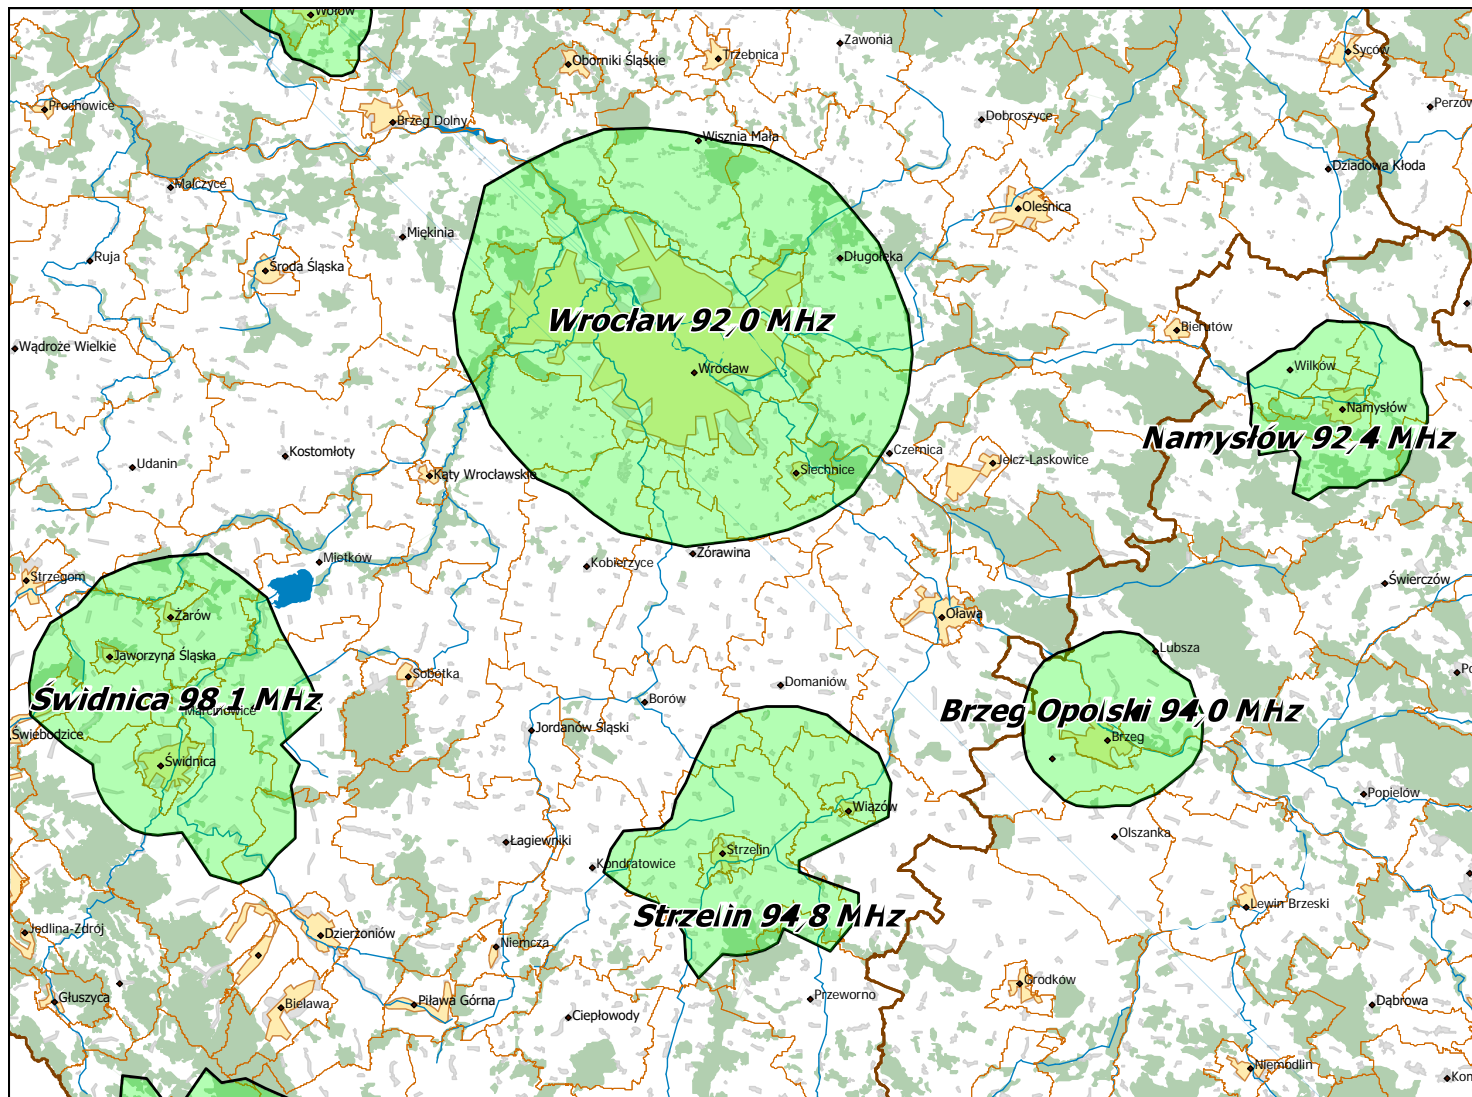 Wołów
Zawonia
Trzebnica
Oborniki Śląskie
Syców
Prochowice
Brzeg Dolny
Dobroszyce
Wisznia Mała
Dziadowa Kłoda
Malczyce
Oleśnica
Miękinia
Ruja
Długołęka
Środa Śląska
Wrocław 92,0 MHz
Bierutów
Wądroże Wielkie
Wrocław
Wilków
Namysłów
Namysłów 92,4 MHz
Kostomłoty
Czernica
Udanin
Jelcz-Laskowice
Kąty Wrocławskie
Siechnice
Żórawina
Mietków
Kobierzyce
Strzegom
Świerczów
Żarów
Oława
Jaworzyna Śląska
Lubsza
Sobótka
Domaniów
Świdnica 98,1 MHz
Borów
Marcinowice
Brzeg Opolski 94,0 MHz
Jordanów Śląski
Świebodzice
Brzeg
Świdnica
Popielów
Wiązów
Olszanka
Łagiewniki
Strzelin
Kondratowice
Lewin Brzeski
Strzelin 94,8 MHz
Jedlina-Zdrój
Dzierżoniów
Niemcza
Grodków
Głuszyca
Bielawa
Piława Górna
Przeworno
Dąbrowa
Ciepłowody
Niemodlin